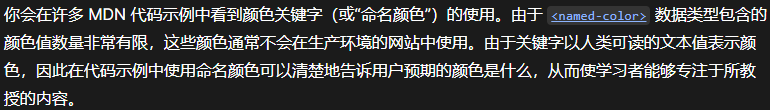 你会在许多 MDN 代码示例中看到颜色关键字（或“命名颜色”）的使用。由于 <named-color> 数据类型包含的
颜色值数量非常有限，这些颜色通常不会在生产环境的网站中使用。由于关键字以人类可读的文本值表示颜
色，因此在代码示例中使用命名颜色可以清楚地告诉用户预期的颜色是什么，从而使学习者能够专注于所教
授的内容。